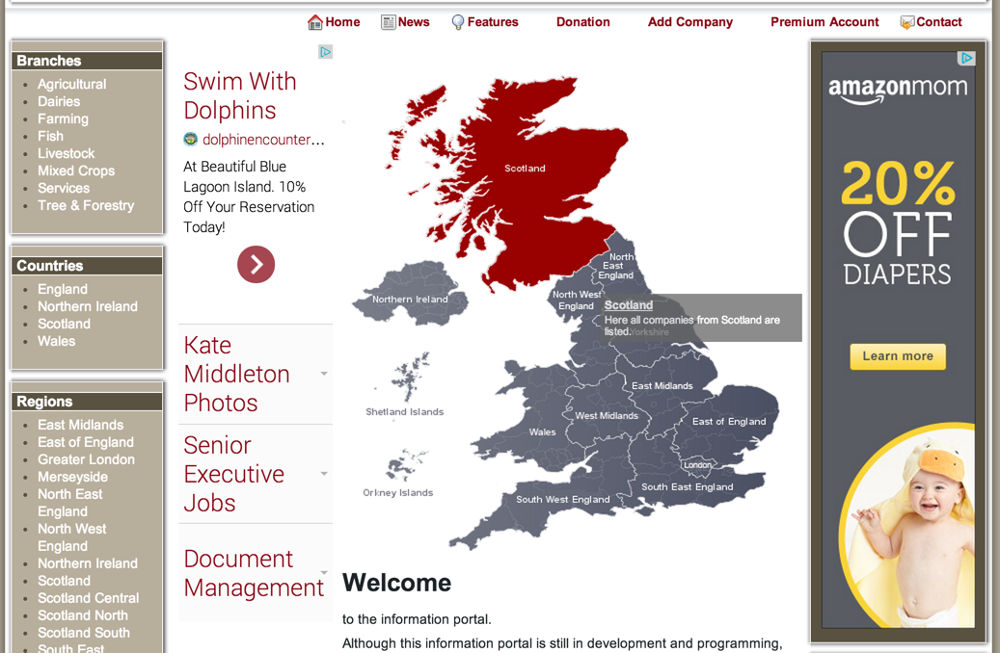 Home
News
Features
Donation
Add Company
Premium Account
Contact
Branches
Agricultural
Dairies
Farming
Fish
Livestock
Mixed Crops
Services
Tree & Forestry
Countries
England
Northern Ireland
Scotland
Wales
Regions
East Midlands
East of England
Greater London
Merseyside
North East
England
North West
England
Northern Ireland
Scotland
Scotland Central
Scotland North
Scotland South
South East
Swim With
Dolphins
dolphinencounter...
At Beautiful Blue
Lagoon Island. 10%
Off Your Reservation
Today!
Kate
Middleton
Photos
Senior
Executive
Jobs
Document
Management
Scotland
North
East
England
Northern Ireland
North West
England
Scotland
Here all companies from Scotland are
listed.
Yorkshire
Shetland Islands
East Midlands
West Midlands
East of England
Wales
London
Orkney Islands
South West England
South East England
Welcome
to the information portal.
Although this information portal is still in development and programming,
amazonmom
20%
OFF
DIAPERS
Learn more